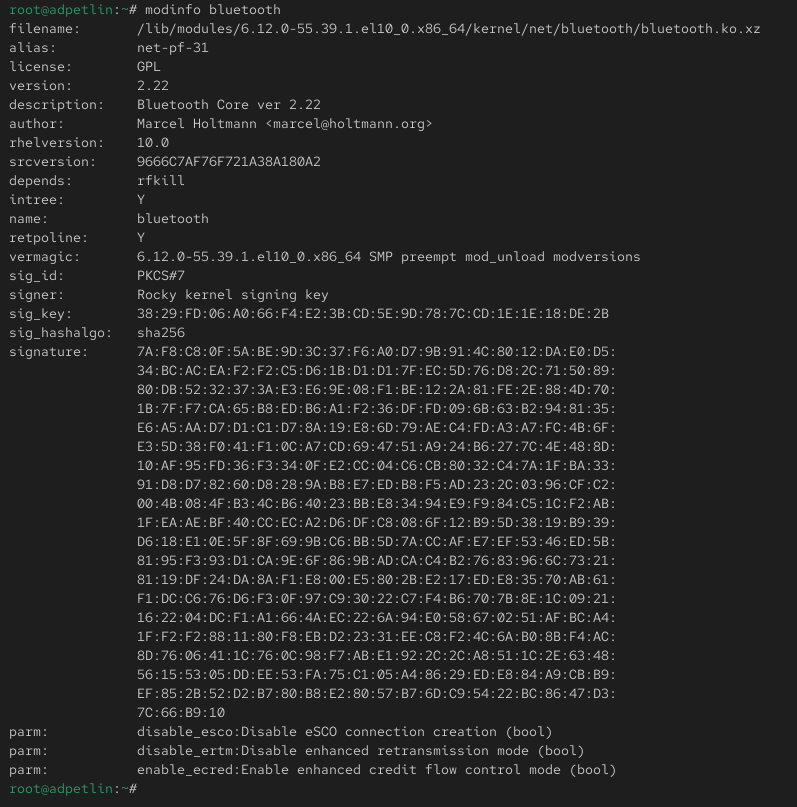 root@adpetlin:~# modinfo bluetooth
filename:       /lib/modules/6.12.0-55.39.1.el10_0.x86_64/kernel/net/bluetooth/bluetooth.ko.xz
alias:          net-pf-31
license:        GPL
version:        2.22
description:    Bluetooth Core ver 2.22
author:         Marcel Holtmann <marcel@holtmann.org>
rhelversion:    10.0
srcversion:     9666C7AF76F721A38A180A2
depends:        rfkill
intree:         Y
name:           bluetooth
retpoline:      Y
vermagic:       6.12.0-55.39.1.el10_0.x86_64 SMP preempt mod_unload modversions
sig_id:         PKCS#7
signer:         Rocky kernel signing key
sig_key:        38:29:FD:06:A0:66:F4:E2:3B:CD:5E:9D:78:7C:CD:1E:1E:18:DE:2B
sig_hashalgo:   sha256
signature:      7A:F8:C8:0F:5A:BE:9D:3C:37:F6:A0:D7:9B:91:4C:80:12:DA:E0:D5:
                34:BC:AC:EA:F2:F2:C5:D6:1B:D1:D1:7F:EC:5D:76:D8:2C:71:50:89:
                80:DB:52:32:37:3A:E3:E6:9E:08:F1:BE:12:2A:81:FE:2E:88:4D:70:
                1B:7F:F7:CA:65:B8:ED:B6:A1:F2:36:DF:FD:09:6B:63:B2:94:81:35:
                E6:A5:AA:D7:D1:C1:D7:8A:19:E8:6D:79:AE:C4:FD:A3:A7:FC:4B:6F:
                E3:5D:38:F0:41:F1:0C:A7:CD:69:47:51:A9:24:B6:27:7C:4E:48:8D:
                10:AF:95:FD:36:F3:34:0F:E2:CC:04:C6:CB:80:32:C4:7A:1F:BA:33:
                91:D8:D7:82:60:D8:28:9A:B8:E7:ED:B8:F5:AD:23:2C:03:96:CF:C2:
                00:4B:08:4F:B3:4C:B6:40:23:BB:E8:34:94:E9:F9:84:C5:1C:F2:AB:
                1F:EA:AE:BF:40:CC:EC:A2:D6:DF:C8:08:6F:12:B9:5D:38:19:B9:39:
                D6:18:E1:0E:5F:8F:69:9B:C6:BB:5D:7A:CC:AF:E7:EF:53:46:ED:5B:
                81:95:F3:93:D1:CA:9E:6F:86:9B:AD:CA:C4:B2:76:83:96:6C:73:21:
                81:19:DF:24:DA:8A:F1:E8:00:E5:80:2B:E2:17:ED:E8:35:70:AB:61:
                F1:DC:C6:76:D6:F3:0F:97:C9:30:22:C7:F4:B6:70:7B:8E:1C:09:21:
                16:22:04:DC:F1:A1:66:4A:EC:22:6A:94:E0:58:67:02:51:AF:BC:A4:
                1F:F2:F2:88:11:80:F8:EB:D2:23:31:EE:C8:F2:4C:6A:B0:8B:F4:AC:
                8D:76:06:41:1C:76:0C:98:F7:AB:E1:92:2C:2C:A8:51:1C:2E:63:48:
                56:15:53:05:DD:EE:53:FA:75:C1:05:A4:86:29:ED:E8:84:A9:CB:B9:
                EF:85:2B:52:D2:B7:80:B8:E2:80:57:B7:6D:C9:54:22:BC:86:47:D3:
                7C:66:B9:10
parm:           disable_esco:Disable eSCO connection creation (bool)
parm:           disable_ertm:Disable enhanced retransmission mode (bool)
parm:           enable_ecred:Enable enhanced credit flow control mode (bool)
root@adpetlin:~#